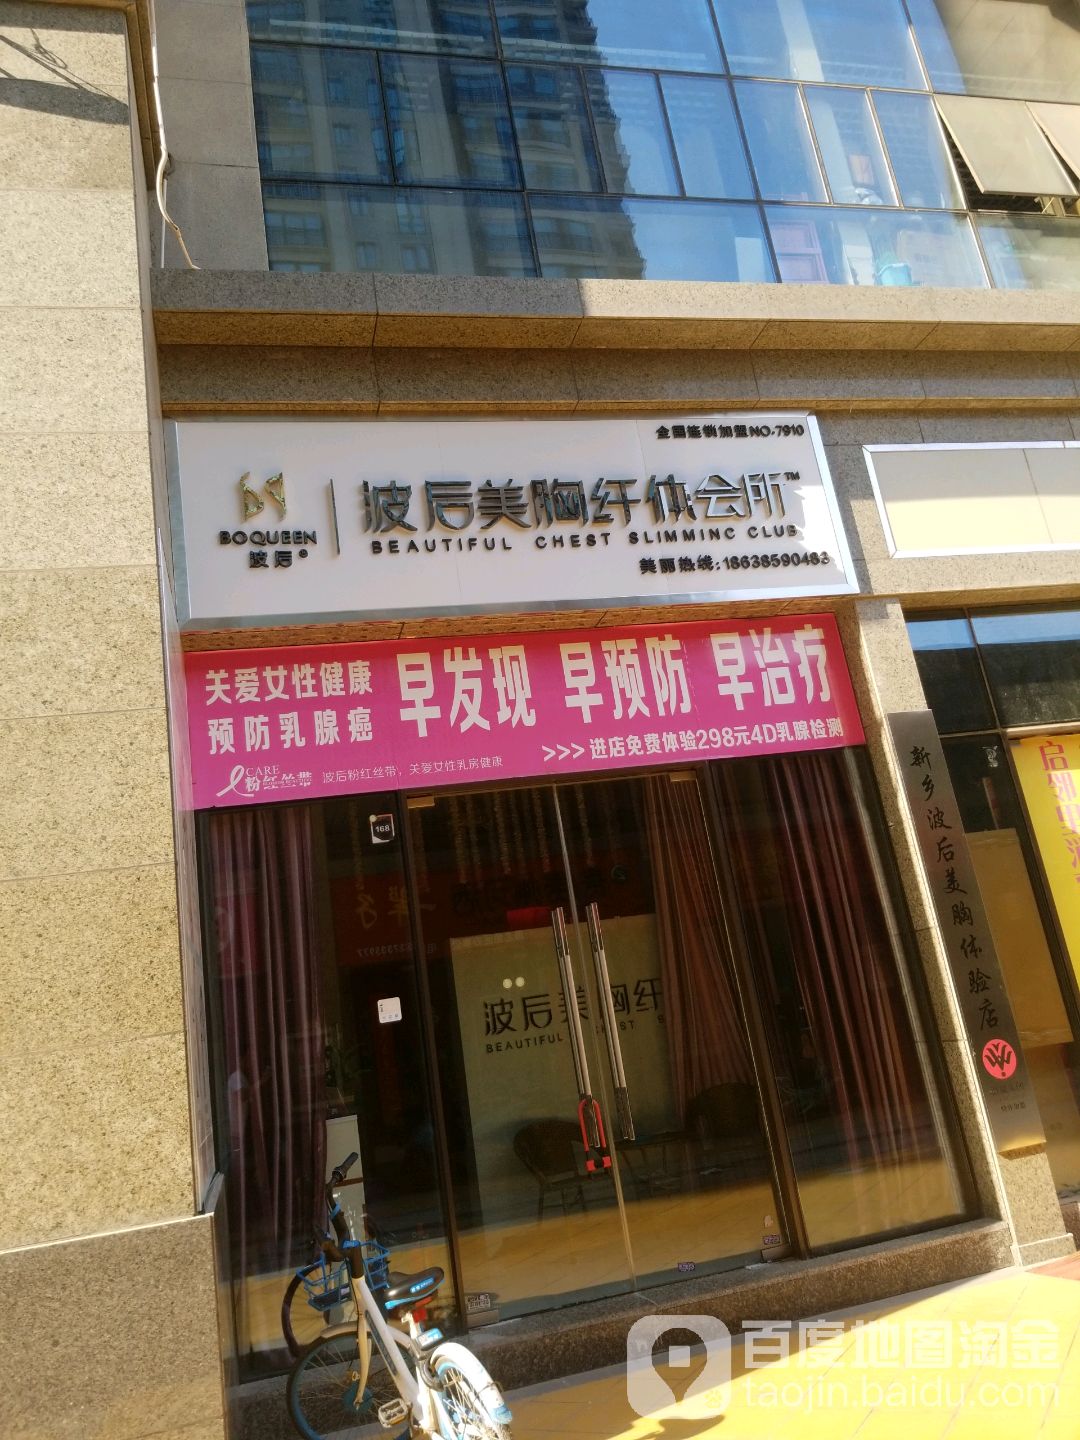 全国连锁加盟NO.7910
BOQUEEN
波后®
波后美胸纤体会所™
BEAUTIFUL CHEST SLIMMING CLUB
美丽热线:18638590483
关爱女性健康
预防乳腺癌
早发现 早预防 早治疗
>>> 进店免费体验298元4D乳腺检测
CARE
粉红丝带
波后粉红丝带,关爱女性乳房健康
168
波后美胸纤
BEAUTIFUL CHEST S
新乡波后美胸体验店
启邻里
百度地图淘金
taojin.baidu.com